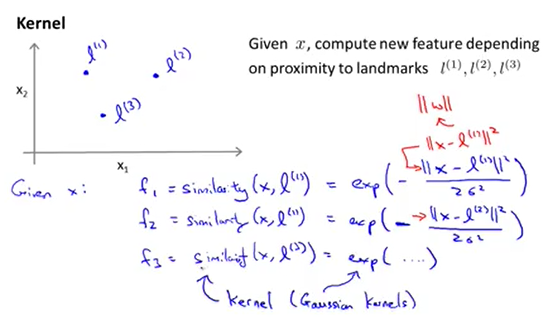 Kernel
Given x, compute new feature depending
on proximity to landmarks l⁽¹⁾, l⁽²⁾, l⁽³⁾
l⁽¹⁾
l⁽²⁾
l⁽³⁾
x₂
x₁
||w||
||x - l⁽¹⁾||²
Given x:
f₁ = similarity(x, l⁽¹⁾) = exp(- ||x - l⁽¹⁾||² / 2σ²)
f₂ = similarity(x, l⁽¹⁾) = exp(- ||x - l⁽²⁾||² / 2σ²)
f₃ = similarity(x, l⁽³⁾) = exp(....)
Kernel (Gaussian kernels)